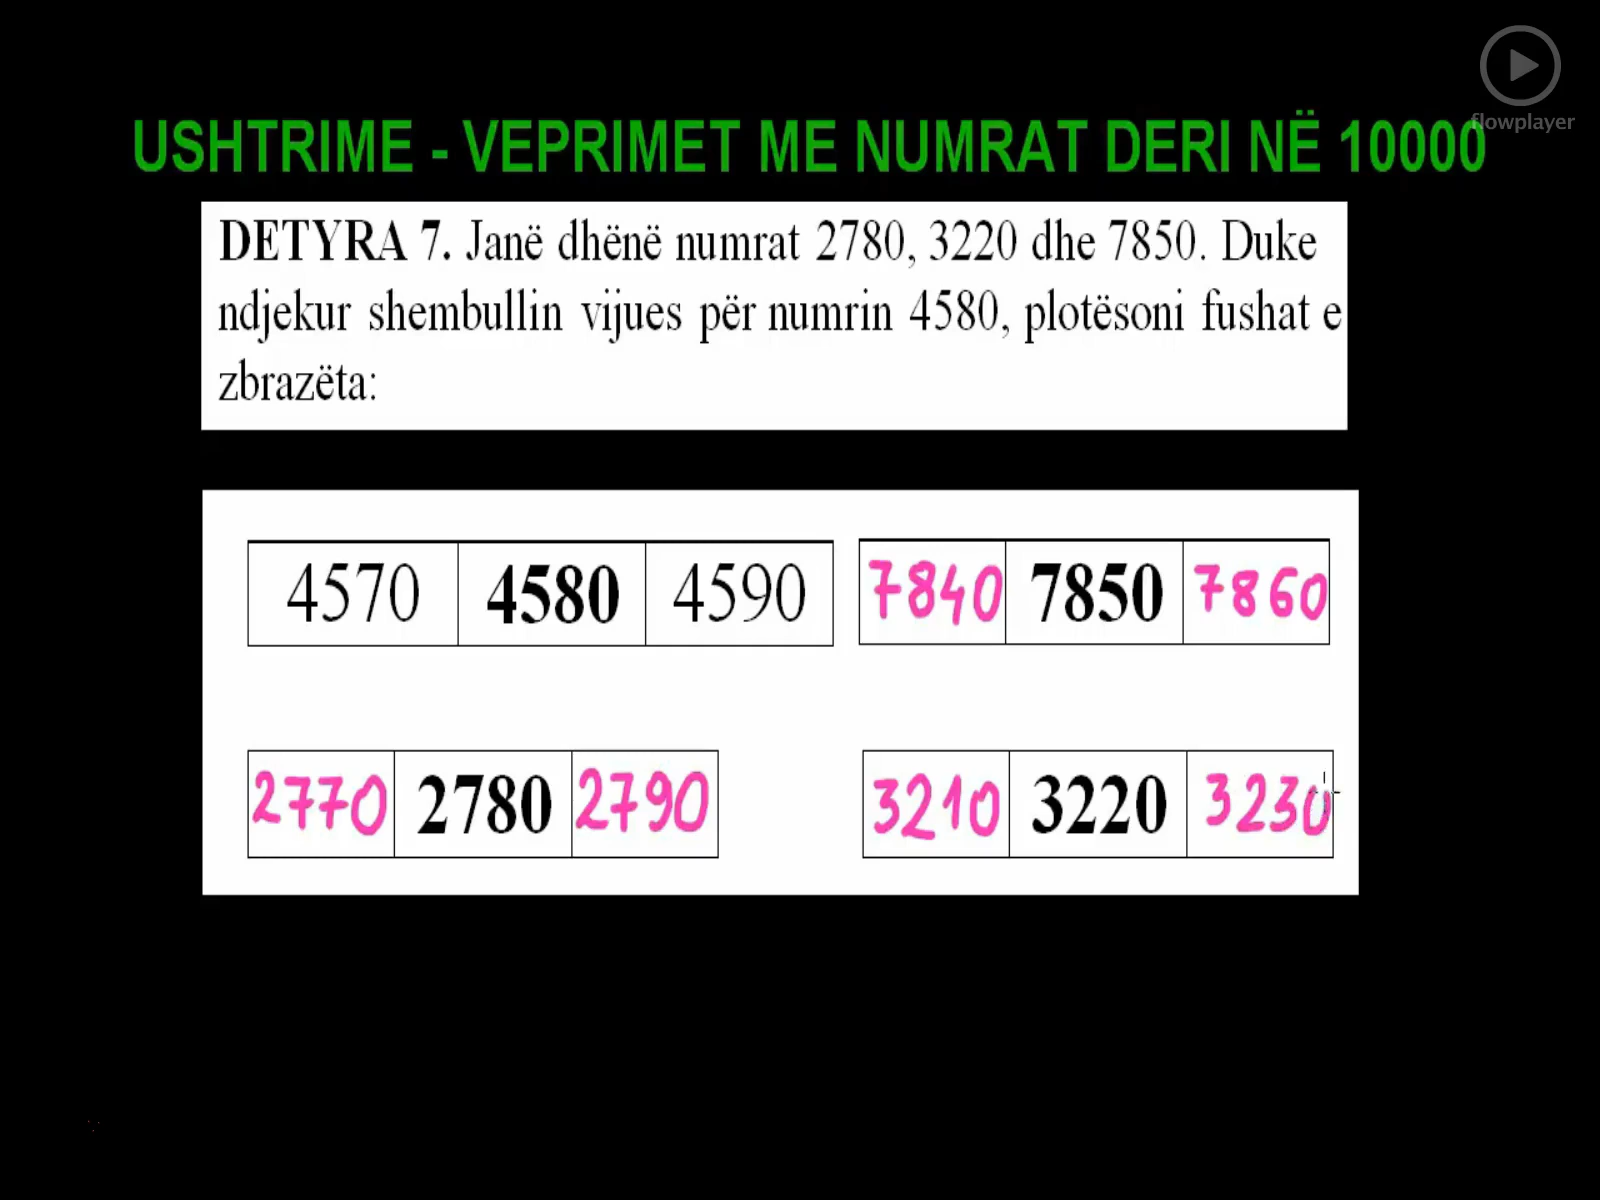 flowplayer
USHTRIME - VEPRIMET ME NUMRAT DERI NË 10000
DETYRA 7. Janë dhënë numrat 2780, 3220 dhe 7850. Duke
ndjekur shembullin vijues për numrin 4580, plotësoni fushat e
zbrazëta:
4570 4580 4590 7840 7850 7860
2770 2780 2790 3210 3220 3230